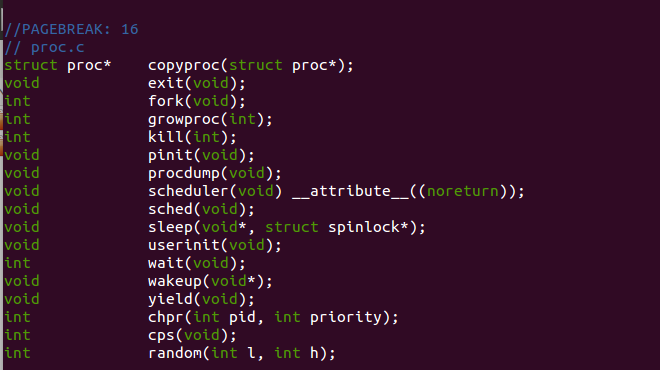 //PAGEBREAK: 16
// proc.c
struct proc*    copyproc(struct proc*);
void            exit(void);
int             fork(void);
int             growproc(int);
int             kill(int);
void            pinit(void);
void            procdump(void);
void            scheduler(void) __attribute__((noreturn));
void            sched(void);
void            sleep(void*, struct spinlock*);
void            userinit(void);
int             wait(void);
void            wakeup(void*);
void            yield(void);
int             chpr(int pid, int priority);
int             cps(void);
int             random(int l, int h);